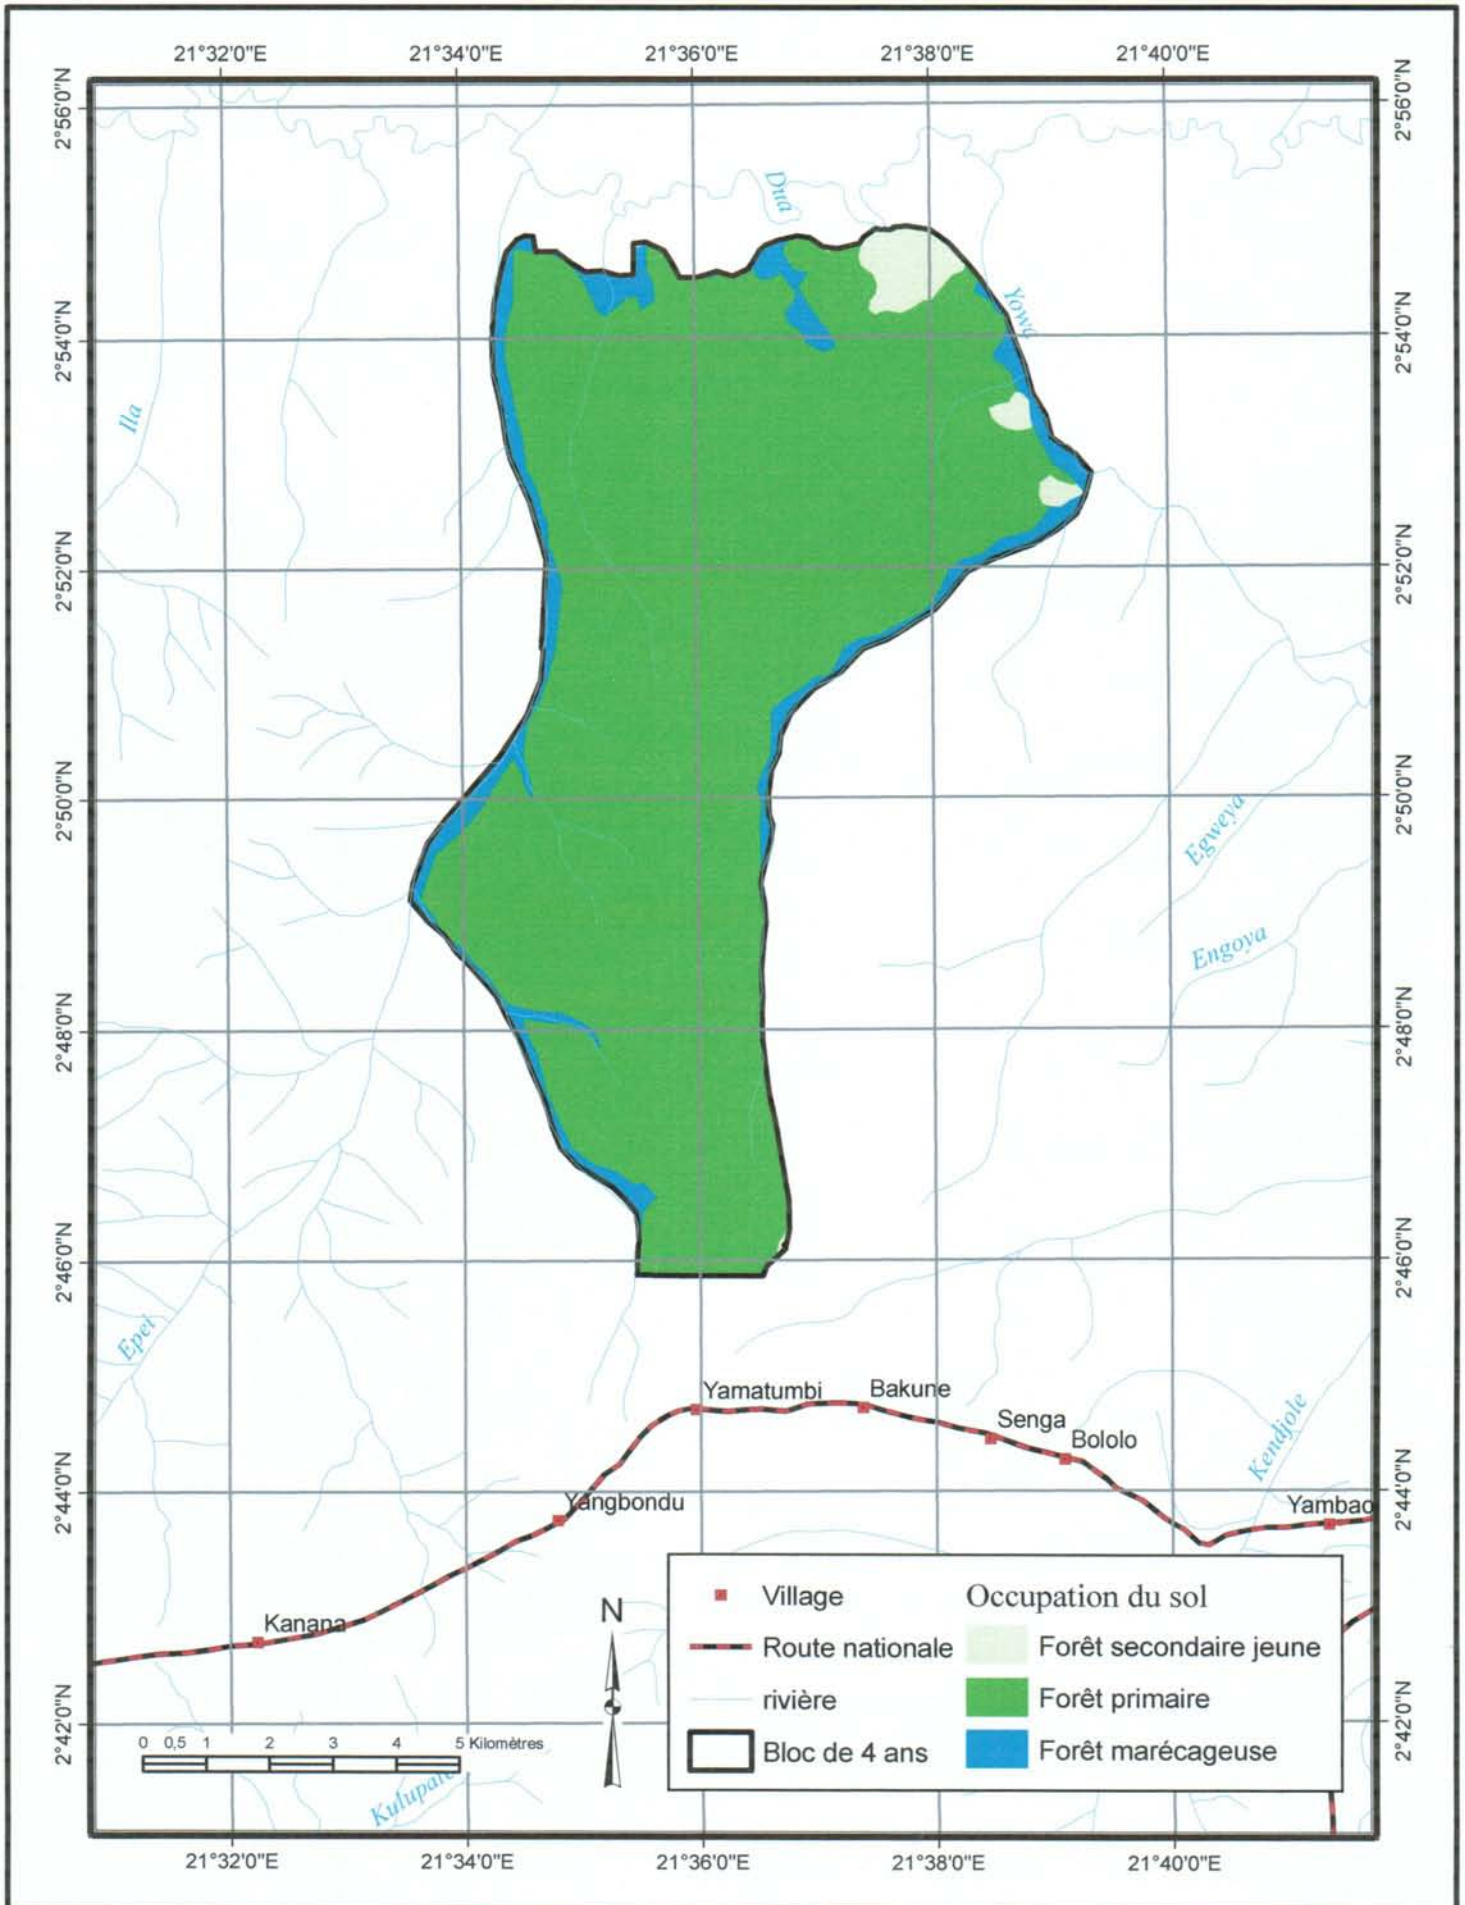 21°32'0"E 21°34'0"E 21°36'0"E 21°38'0"E 21°40'0"E
2°56'0"N 2°56'0"N
Dua
Yowa
2°54'0"N 2°54'0"N
Ila
2°52'0"N 2°52'0"N
2°50'0"N 2°50'0"N
Egweya
Engoya
2°48'0"N 2°48'0"N
2°46'0"N 2°46'0"N
Epei
Yamatumbi
Bakune
Senga
Bololo
Kendjole
2°44'0"N 2°44'0"N
Yangbondu
Yambao
Kanana
N
Village
Route nationale
rivière
Bloc de 4 ans
Occupation du sol
Forêt secondaire jeune
Forêt primaire
Forêt marécageuse
2°42'0"N 2°42'0"N
0 0,5 1 2 3 4 5 Kilomètres
21°32'0"E 21°34'0"E 21°36'0"E 21°38'0"E 21°40'0"E